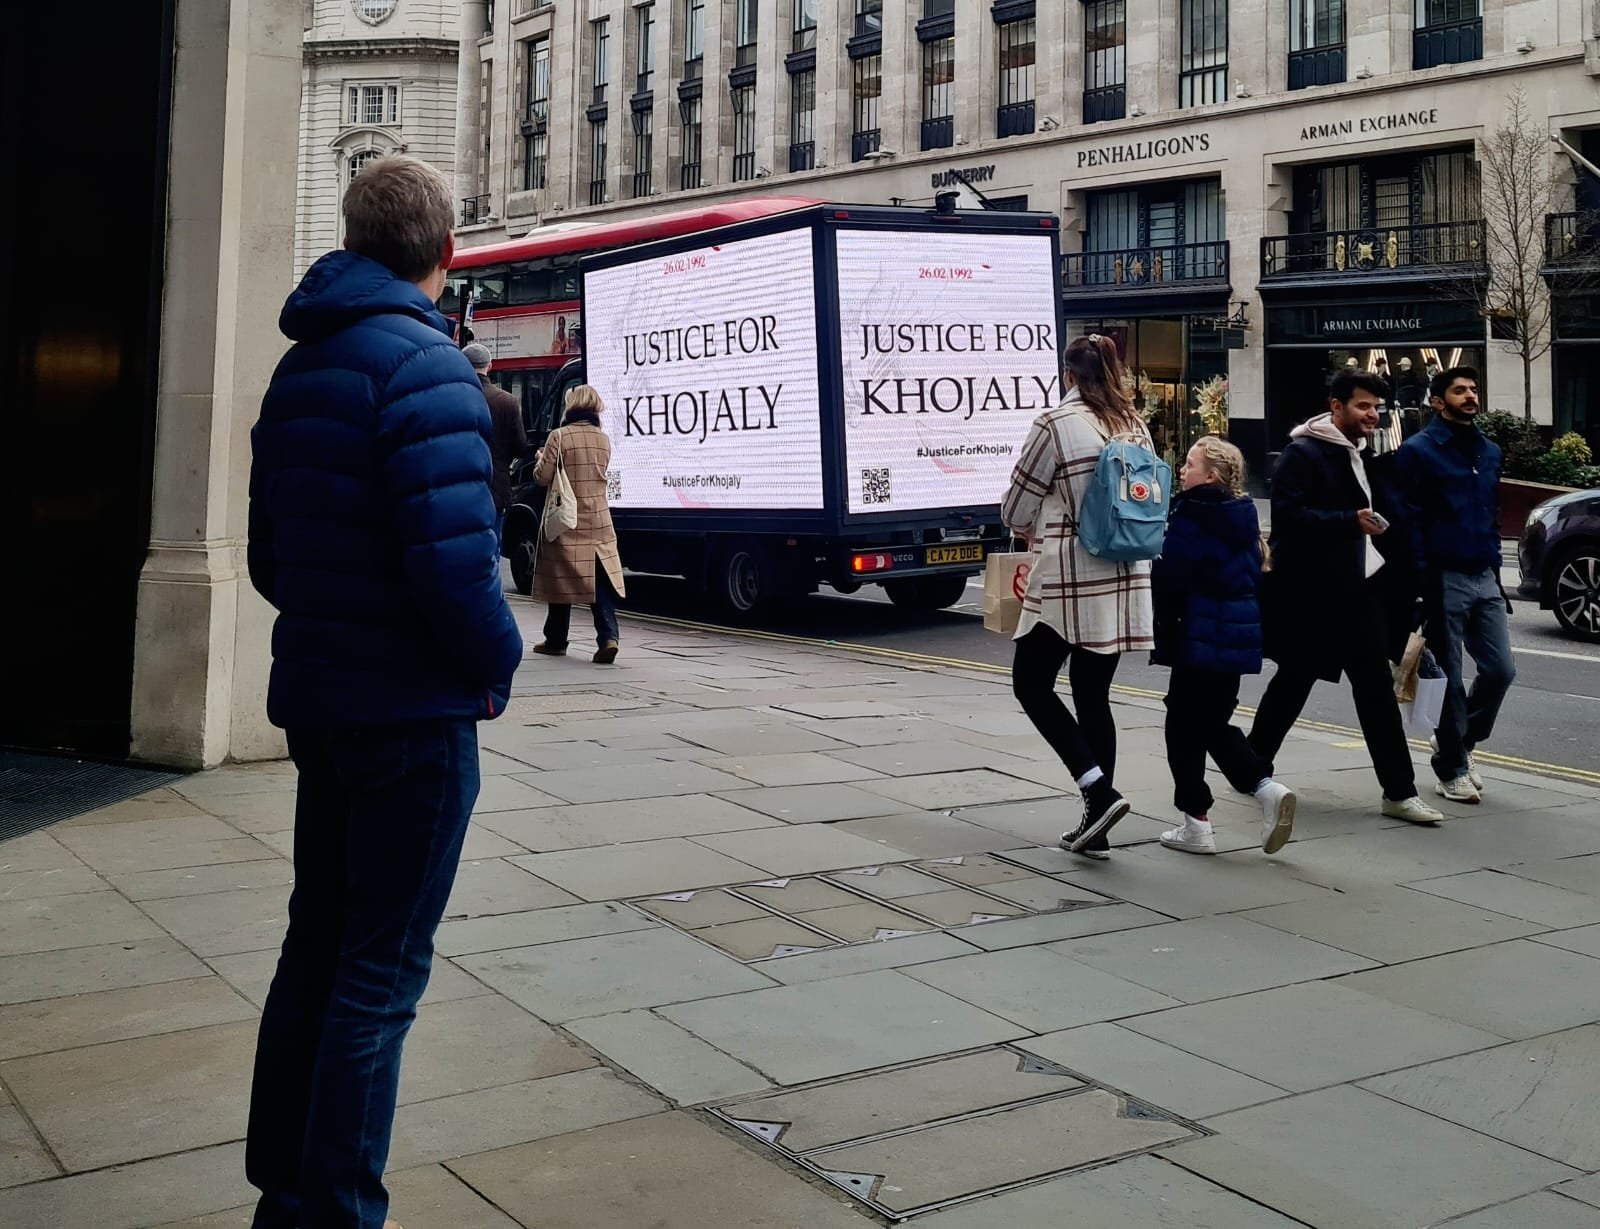 BURBERRY
PENHALIGON'S
ARMANI EXCHANGE
ARMANI EXCHANGE
26.02.1992
JUSTICE FOR
KHOJALY
#JusticeForKhojaly
26.02.1992
JUSTICE FOR
KHOJALY
#JusticeForKhojaly
IVECO
CA72 DDE